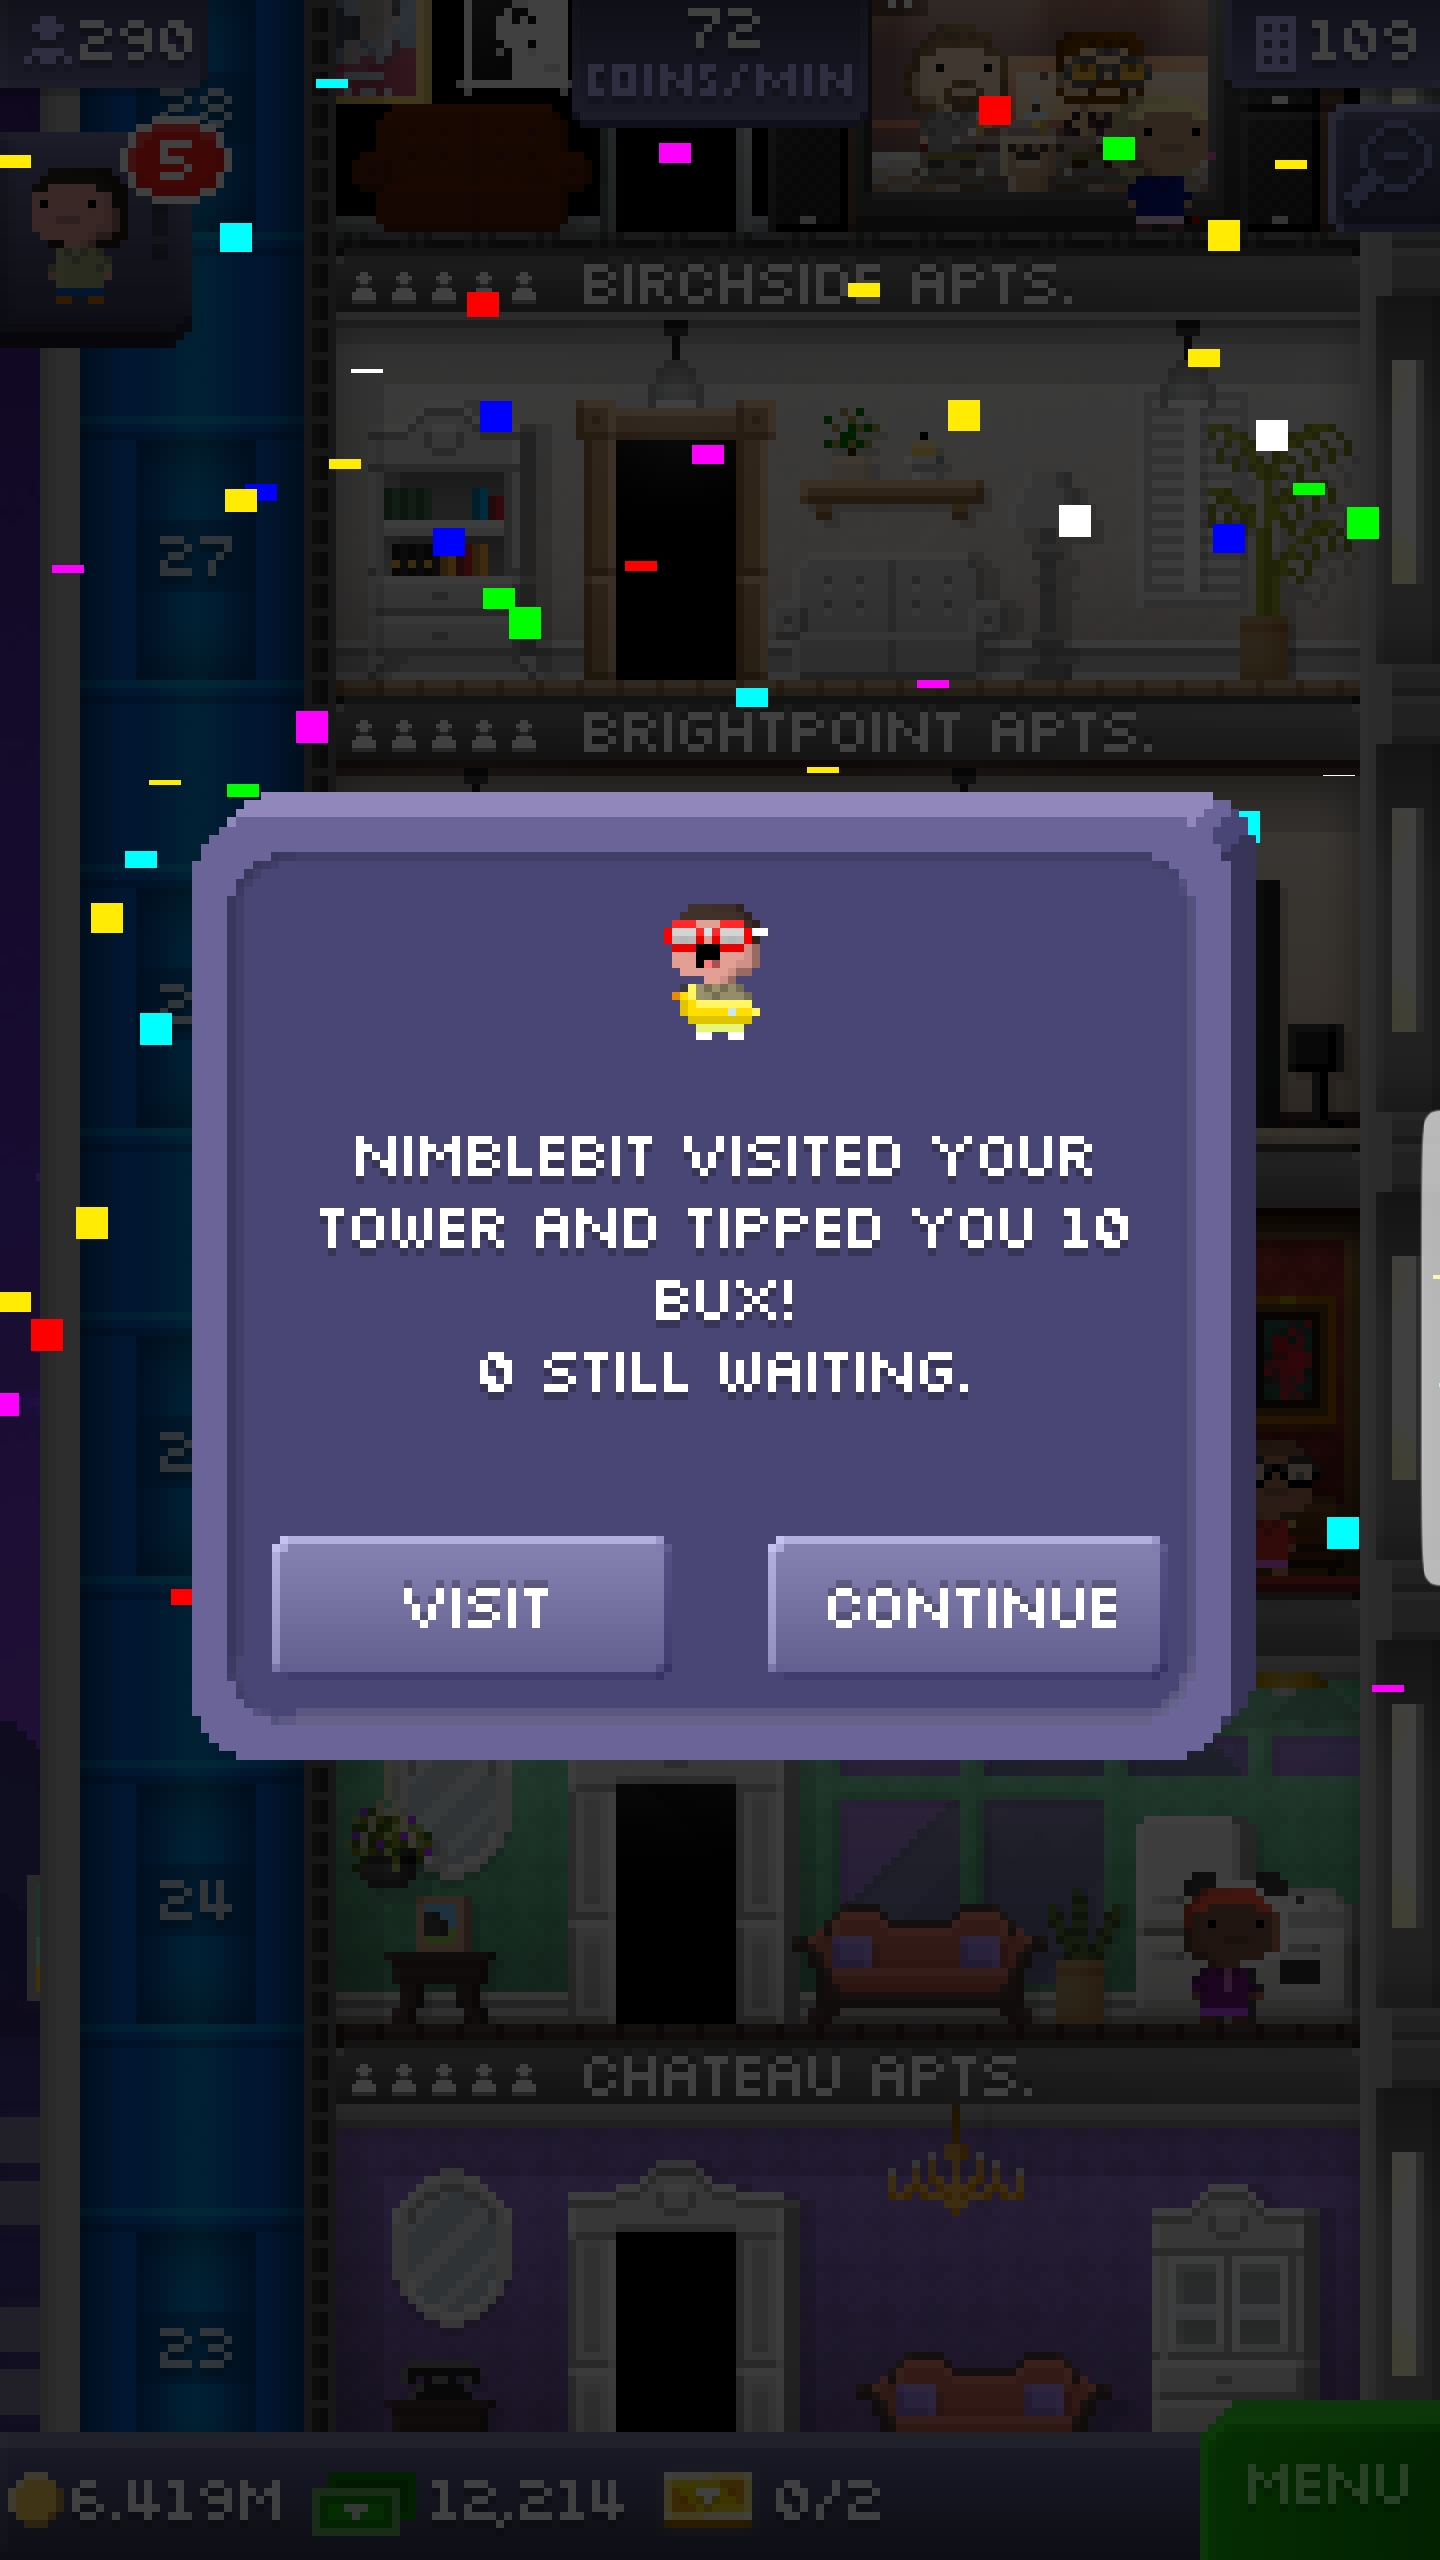 290
72
COINS/MIN
109
28
5
BIRCHSIDE APTS.
27
BRIGHTPOINT APTS.
NIMBLEBIT VISITED YOUR
TOWER AND TIPPED YOU 10
BUX!
0 STILL WAITING.
VISIT
CONTINUE
24
CHATEAU APTS.
23
6.419M
12,214
0/2
MENU